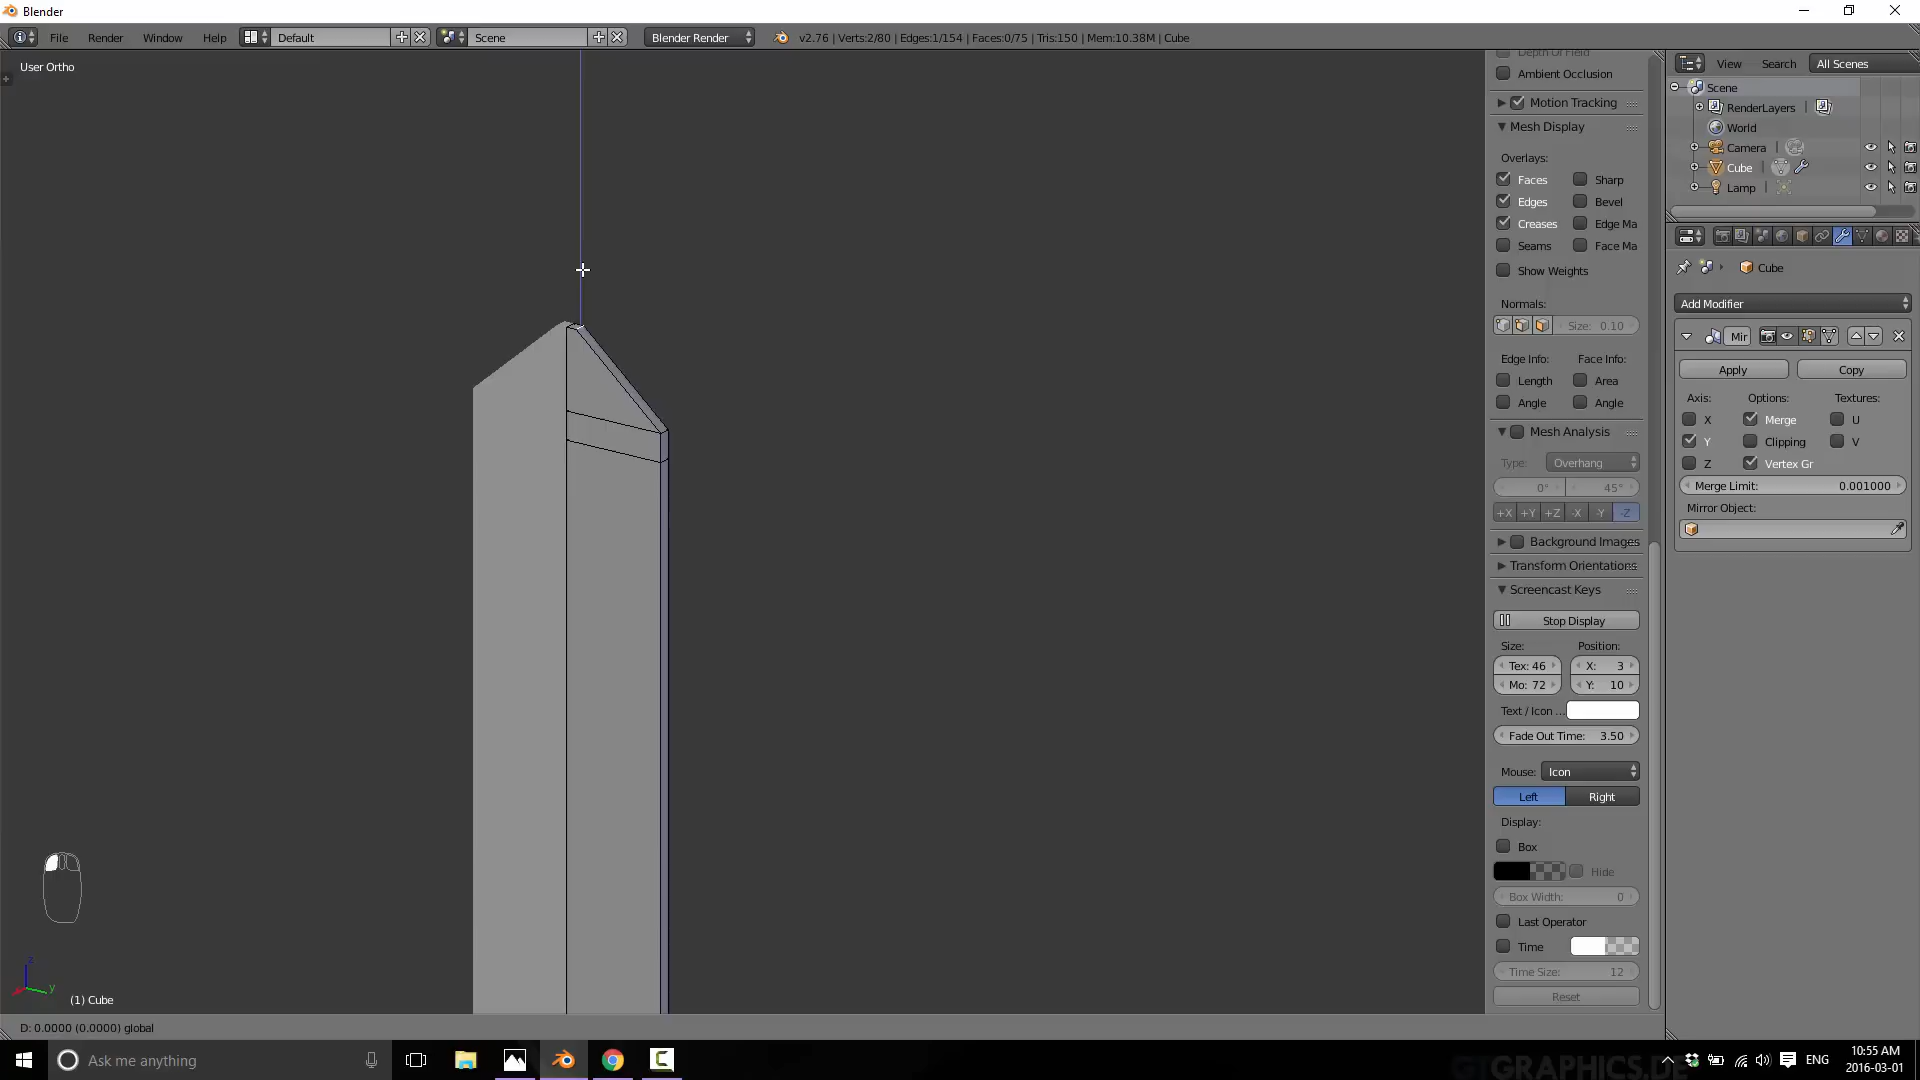 Blender
File Render Window Help Default Scene Blender Render v2.76 | Verts:2/80 | Edges:1/154 | Faces:0/75 | Tris:150 | Mem:10.38M | Cube
User Ortho
Depth Of Field
Ambient Occlusion
Motion Tracking
Mesh Display
Overlays:
Faces Sharp
Edges Bevel
Creases Edge Ma
Seams Face Ma
Show Weights
Normals:
Size: 0.10
Edge Info: Face Info:
Length Area
Angle Angle
Mesh Analysis
Type: Overhang
0° 45°
+X +Y +Z -X -Y -Z
Background Images
Transform Orientations
Screencast Keys
Stop Display
Size: Position:
Tex: 46 X: 3
Mo: 72 Y: 10
Text / Icon ...
Fade Out Time: 3.50
Mouse: Icon
Left Right
Display:
Box
Hide
Box Width: 0
Last Operator
Time
Time Size: 12
Reset
View Search All Scenes
Scene
RenderLayers
World
Camera
Cube
Lamp
Cube
Add Modifier
Mir
Apply Copy
Axis: Options: Textures:
X Merge U
Y Clipping V
Z Vertex Gr
Merge Limit: 0.001000
Mirror Object:
z
y
(1) Cube
D: 0.0000 (0.0000) global
Ask me anything
GTGRAPHICS.DE
ENG
10:55 AM
2016-03-01